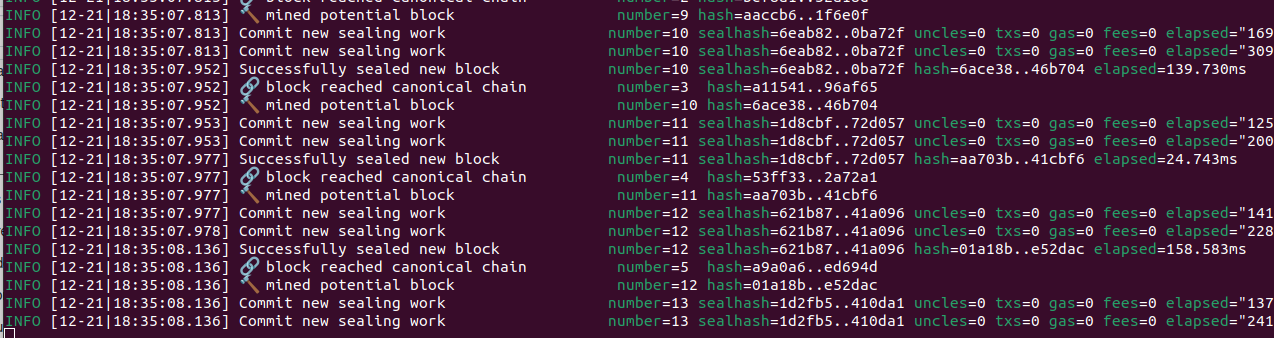 INFO [12-21|18:35:07.813] 🔨 mined potential block number=9 hash=aaccb6..1f6e0f
INFO [12-21|18:35:07.813] Commit new sealing work number=10 sealhash=6eab82..0ba72f uncles=0 txs=0 gas=0 fees=0 elapsed="169
INFO [12-21|18:35:07.813] Commit new sealing work number=10 sealhash=6eab82..0ba72f uncles=0 txs=0 gas=0 fees=0 elapsed="309
INFO [12-21|18:35:07.952] Successfully sealed new block number=10 sealhash=6eab82..0ba72f hash=6ace38..46b704 elapsed=139.730ms
INFO [12-21|18:35:07.952] 🔗 block reached canonical chain number=3 hash=a11541..96af65
INFO [12-21|18:35:07.952] 🔨 mined potential block number=10 hash=6ace38..46b704
INFO [12-21|18:35:07.953] Commit new sealing work number=11 sealhash=1d8cbf..72d057 uncles=0 txs=0 gas=0 fees=0 elapsed="125
INFO [12-21|18:35:07.953] Commit new sealing work number=11 sealhash=1d8cbf..72d057 uncles=0 txs=0 gas=0 fees=0 elapsed="200
INFO [12-21|18:35:07.977] Successfully sealed new block number=11 sealhash=1d8cbf..72d057 hash=aa703b..41cbf6 elapsed=24.743ms
INFO [12-21|18:35:07.977] 🔗 block reached canonical chain number=4 hash=53ff33..2a72a1
INFO [12-21|18:35:07.977] 🔨 mined potential block number=11 hash=aa703b..41cbf6
INFO [12-21|18:35:07.977] Commit new sealing work number=12 sealhash=621b87..41a096 uncles=0 txs=0 gas=0 fees=0 elapsed="141
INFO [12-21|18:35:07.978] Commit new sealing work number=12 sealhash=621b87..41a096 uncles=0 txs=0 gas=0 fees=0 elapsed="228
INFO [12-21|18:35:08.136] Successfully sealed new block number=12 sealhash=621b87..41a096 hash=01a18b..e52dac elapsed=158.583ms
INFO [12-21|18:35:08.136] 🔗 block reached canonical chain number=5 hash=a9a0a6..ed694d
INFO [12-21|18:35:08.136] 🔨 mined potential block number=12 hash=01a18b..e52dac
INFO [12-21|18:35:08.136] Commit new sealing work number=13 sealhash=1d2fb5..410da1 uncles=0 txs=0 gas=0 fees=0 elapsed="137
INFO [12-21|18:35:08.136] Commit new sealing work number=13 sealhash=1d2fb5..410da1 uncles=0 txs=0 gas=0 fees=0 elapsed="241